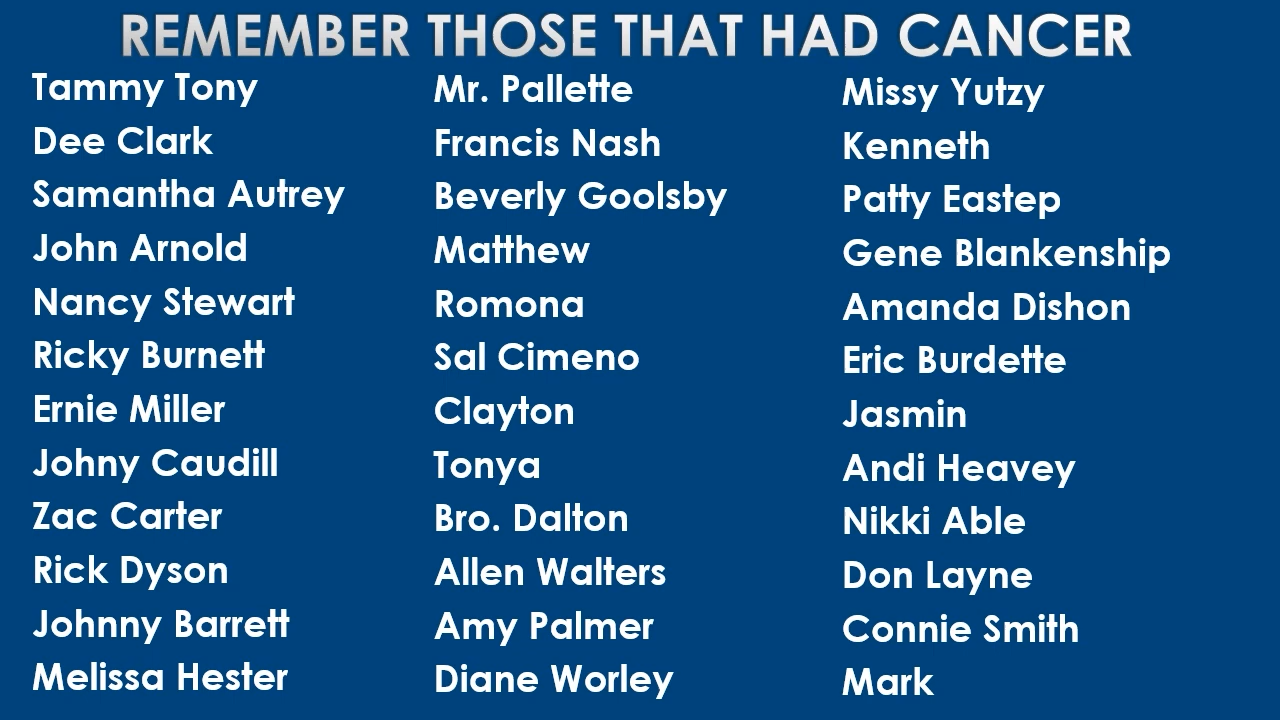 REMEMBER THOSE THAT HAD CANCER
Tammy Tony
Dee Clark
Samantha Autrey
John Arnold
Nancy Stewart
Ricky Burnett
Ernie Miller
Johny Caudill
Zac Carter
Rick Dyson
Johnny Barrett
Melissa Hester
Mr. Pallette
Francis Nash
Beverly Goolsby
Matthew
Romona
Sal Cimeno
Clayton
Tonya
Bro. Dalton
Allen Walters
Amy Palmer
Diane Worley
Missy Yutzy
Kenneth
Patty Eastep
Gene Blankenship
Amanda Dishon
Eric Burdette
Jasmin
Andi Heavey
Nikki Able
Don Layne
Connie Smith
Mark